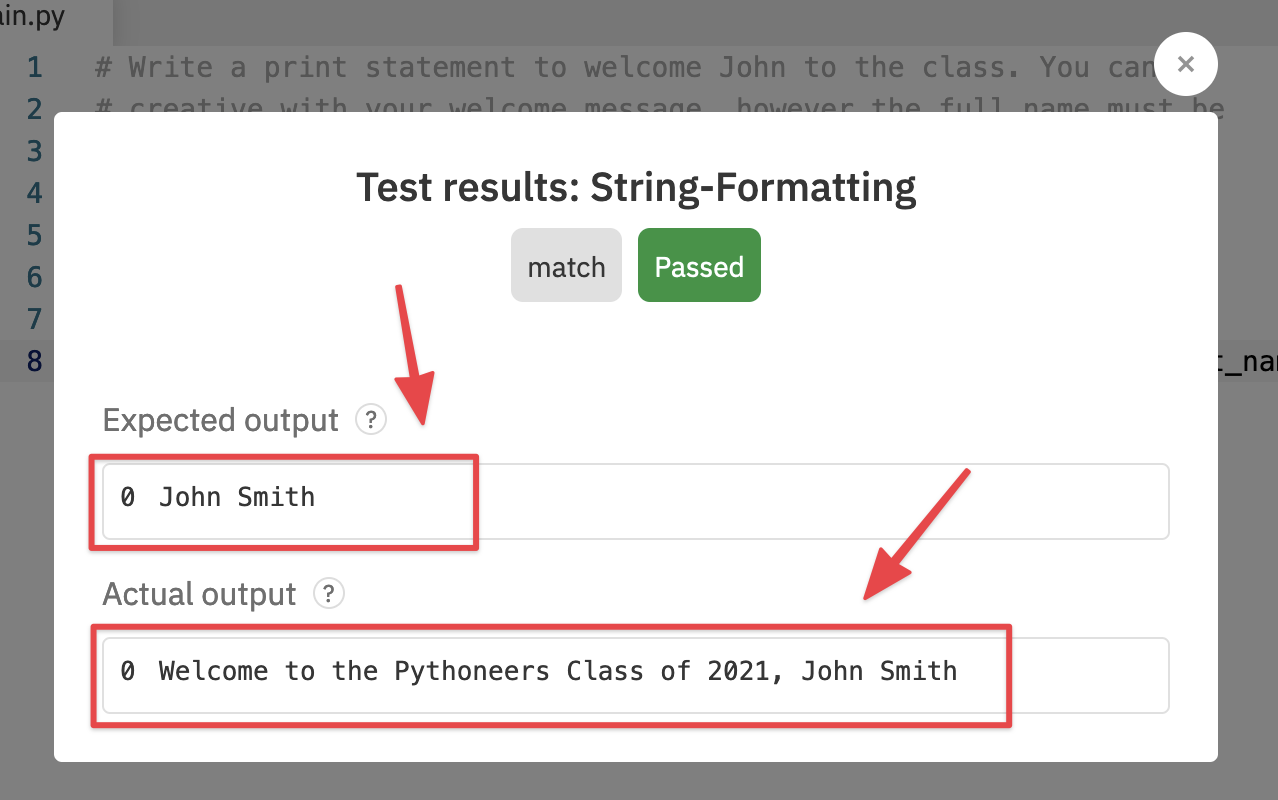 ain.py
1 # Write a print statement to welcome John to the class. You can
2 # creative with your welcome message, however the full name must be
3
4
5
6
7
8
×
Test results: String-Formatting
match Passed
Expected output ?
0 John Smith
Actual output ?
0 Welcome to the Pythoneers Class of 2021, John Smith